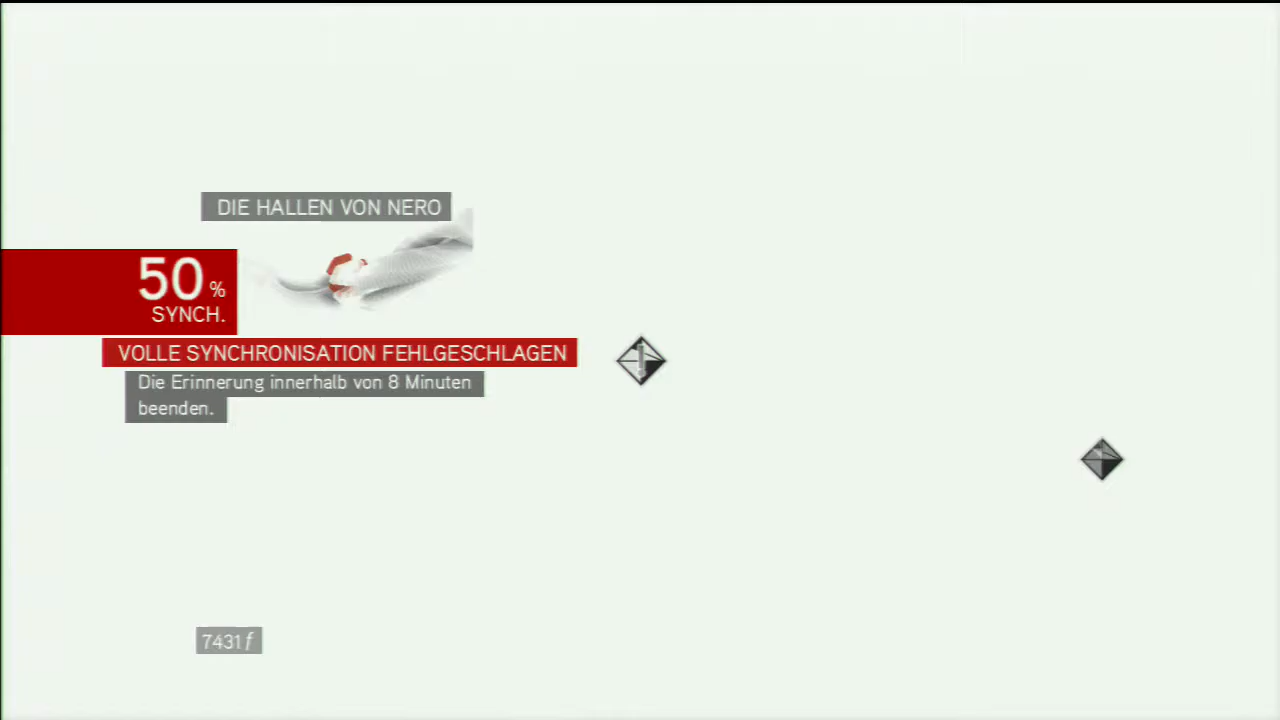 DIE HALLEN VON NERO
50 %
SYNCH.
VOLLE SYNCHRONISATION FEHLGESCHLAGEN
Die Erinnerung innerhalb von 8 Minuten
beenden.
7431 ƒ